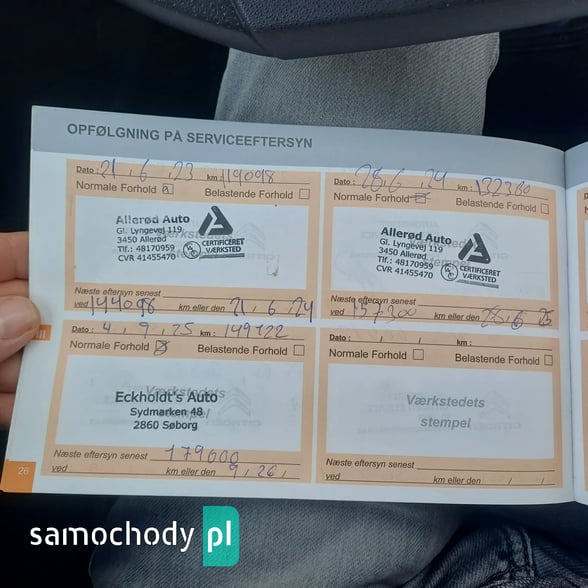 OPFØLGNING PÅ SERVICEEFTERSYN
Dato: 21.6.23 km: 119098
Normale Forhold Belastende Forhold
Værkstedets
stempel
Allerød Auto
Gl. Lyngevej 119
3450 Allerød
Tlf.: 48170959
CVR 41455470
CERTIFICERET
VÆRKSTED
Næste eftersyn senest
ved 144098 km eller den 21.6.24
Dato: 28.6.24 km: 132300
Normale Forhold Belastende Forhold
Allerød Auto
Gl. Lyngevej 119
3450 Allerød
Tlf.: 48170959
CVR 41455470
CERTIFICERET
VÆRKSTED
Næste eftersyn senest
ved 157300 km eller den 28.6.25
Dato: 4.9.25 km: 149122
Normale Forhold Belastende Forhold
Værkstedets
stempel
Eckholdt's Auto
Sydmarken 48
2860 Søborg
Næste eftersyn senest 179000
ved km eller den 9.26.
Dato: / / km:
Normale Forhold Belastende Forhold
Værkstedets
stempel
Næste eftersyn senest
ved km eller den / /
26
samochody pl